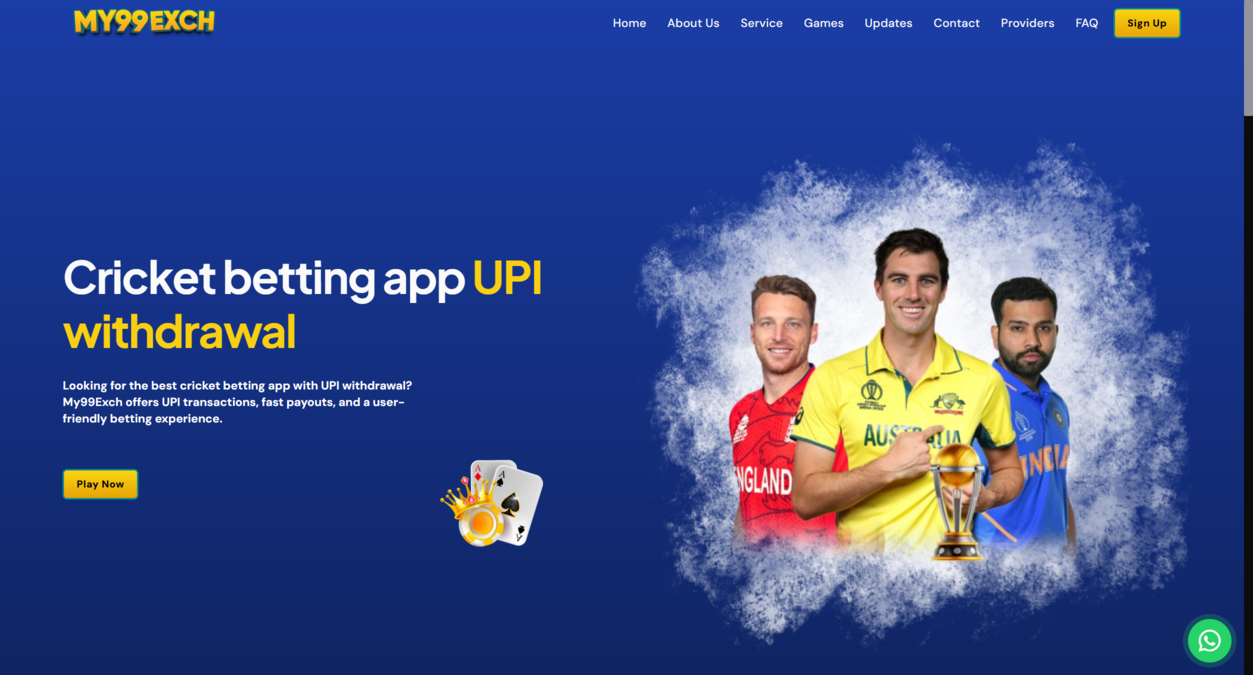 MY99EXCH
Home
About Us
Service
Games
Updates
Contact
Providers
FAQ
Sign Up
Cricket betting app UPI
withdrawal
Looking for the best cricket betting app with UPI withdrawal?
My99Exch offers UPI transactions, fast payouts, and a user-
friendly betting experience.
Play Now
A
A
A
ENGLAND
AUSTRALIA
INDIA